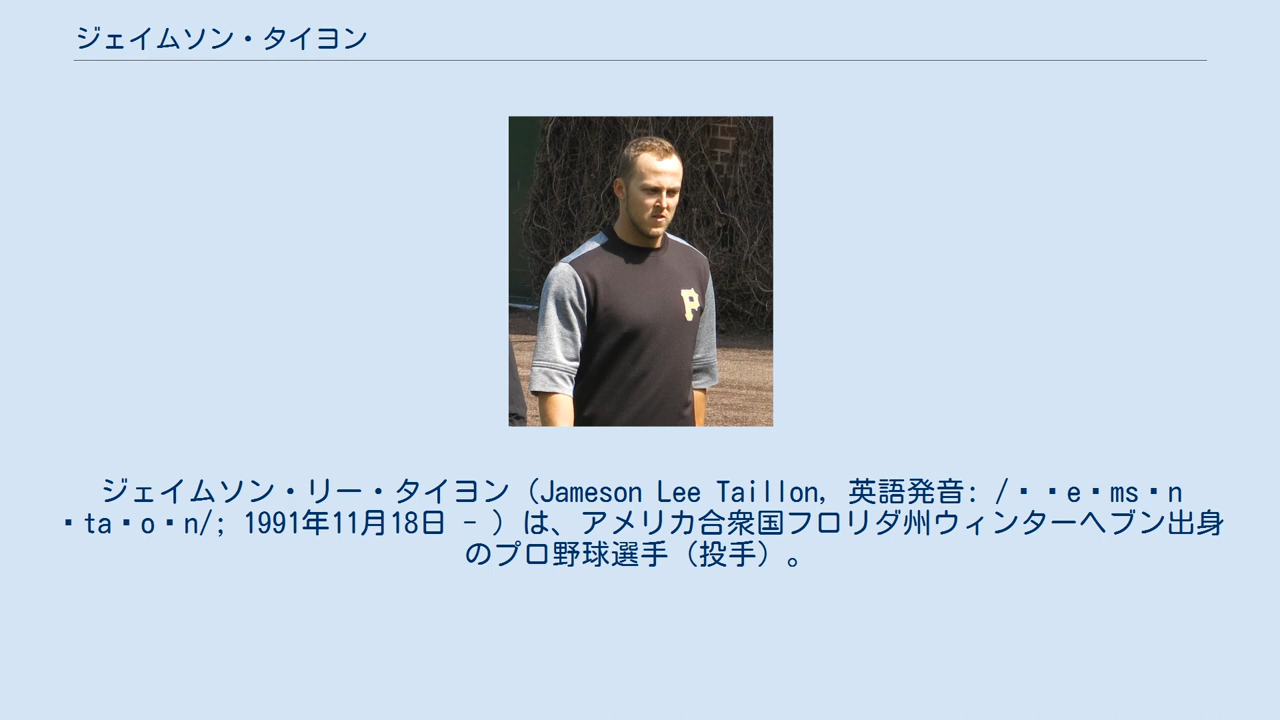 ジェイムソン・タイヨン
P
ジェイムソン・リー・タイヨン（Jameson Lee Taillon, 英語発音: /▪▪e▪ms▪n
▪ta▪o▪n/; 1991年11月18日 - ）は、アメリカ合衆国フロリダ州ウィンターヘブン出身
のプロ野球選手（投手）。